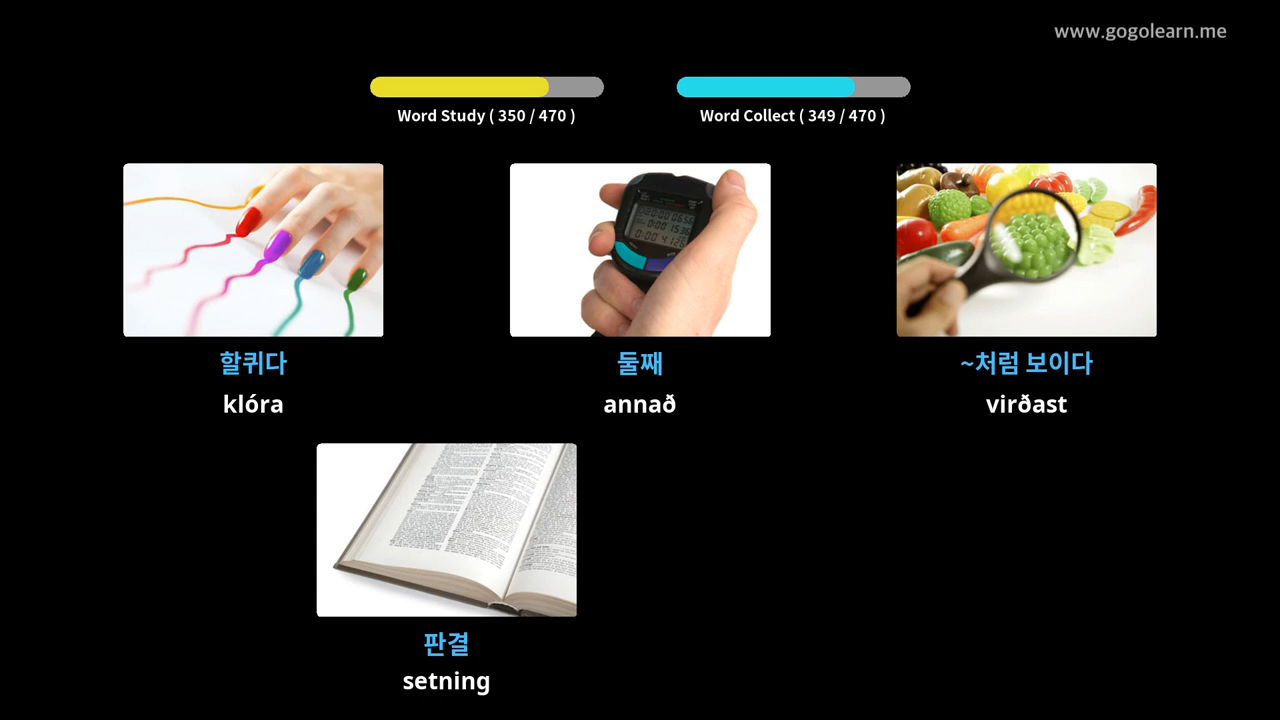 www.gogolearn.me
Word Study ( 350 / 470 )
Word Collect ( 349 / 470 )
할퀴다
klóra
둘째
annað
~처럼 보이다
virðast
판결
setning